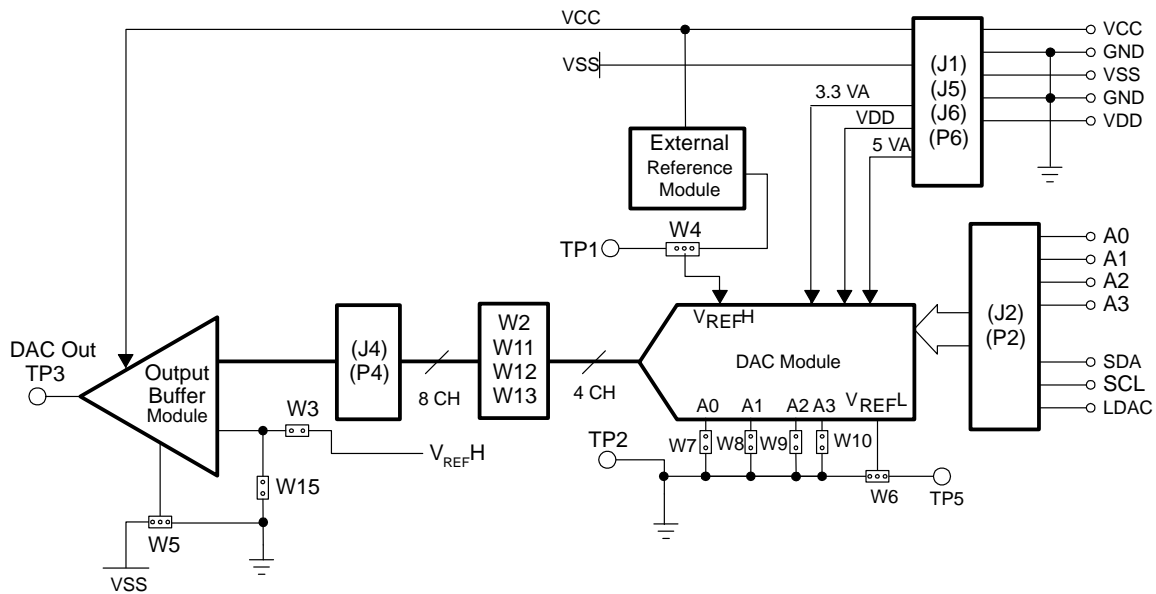 VCC
VCC
GND
VSS
VSS
GND
VDD
(J1)
(J5)
(J6)
(P6)
3.3 VA
VDD
5 VA
External
Reference
Module
W4
TP1
A0
A1
A2
A3
(J2)
(P2)
SDA
SCL
LDAC
VREFH
DAC Module
VREFL
A0 A1 A2 A3
W2
W11
W12
W13
4 CH
8 CH
(J4)
(P4)
DAC Out
TP3
Output
Buffer
Module
W3
VREFH
W15
W5
VSS
TP2
W7 W8 W9 W10
W6
TP5